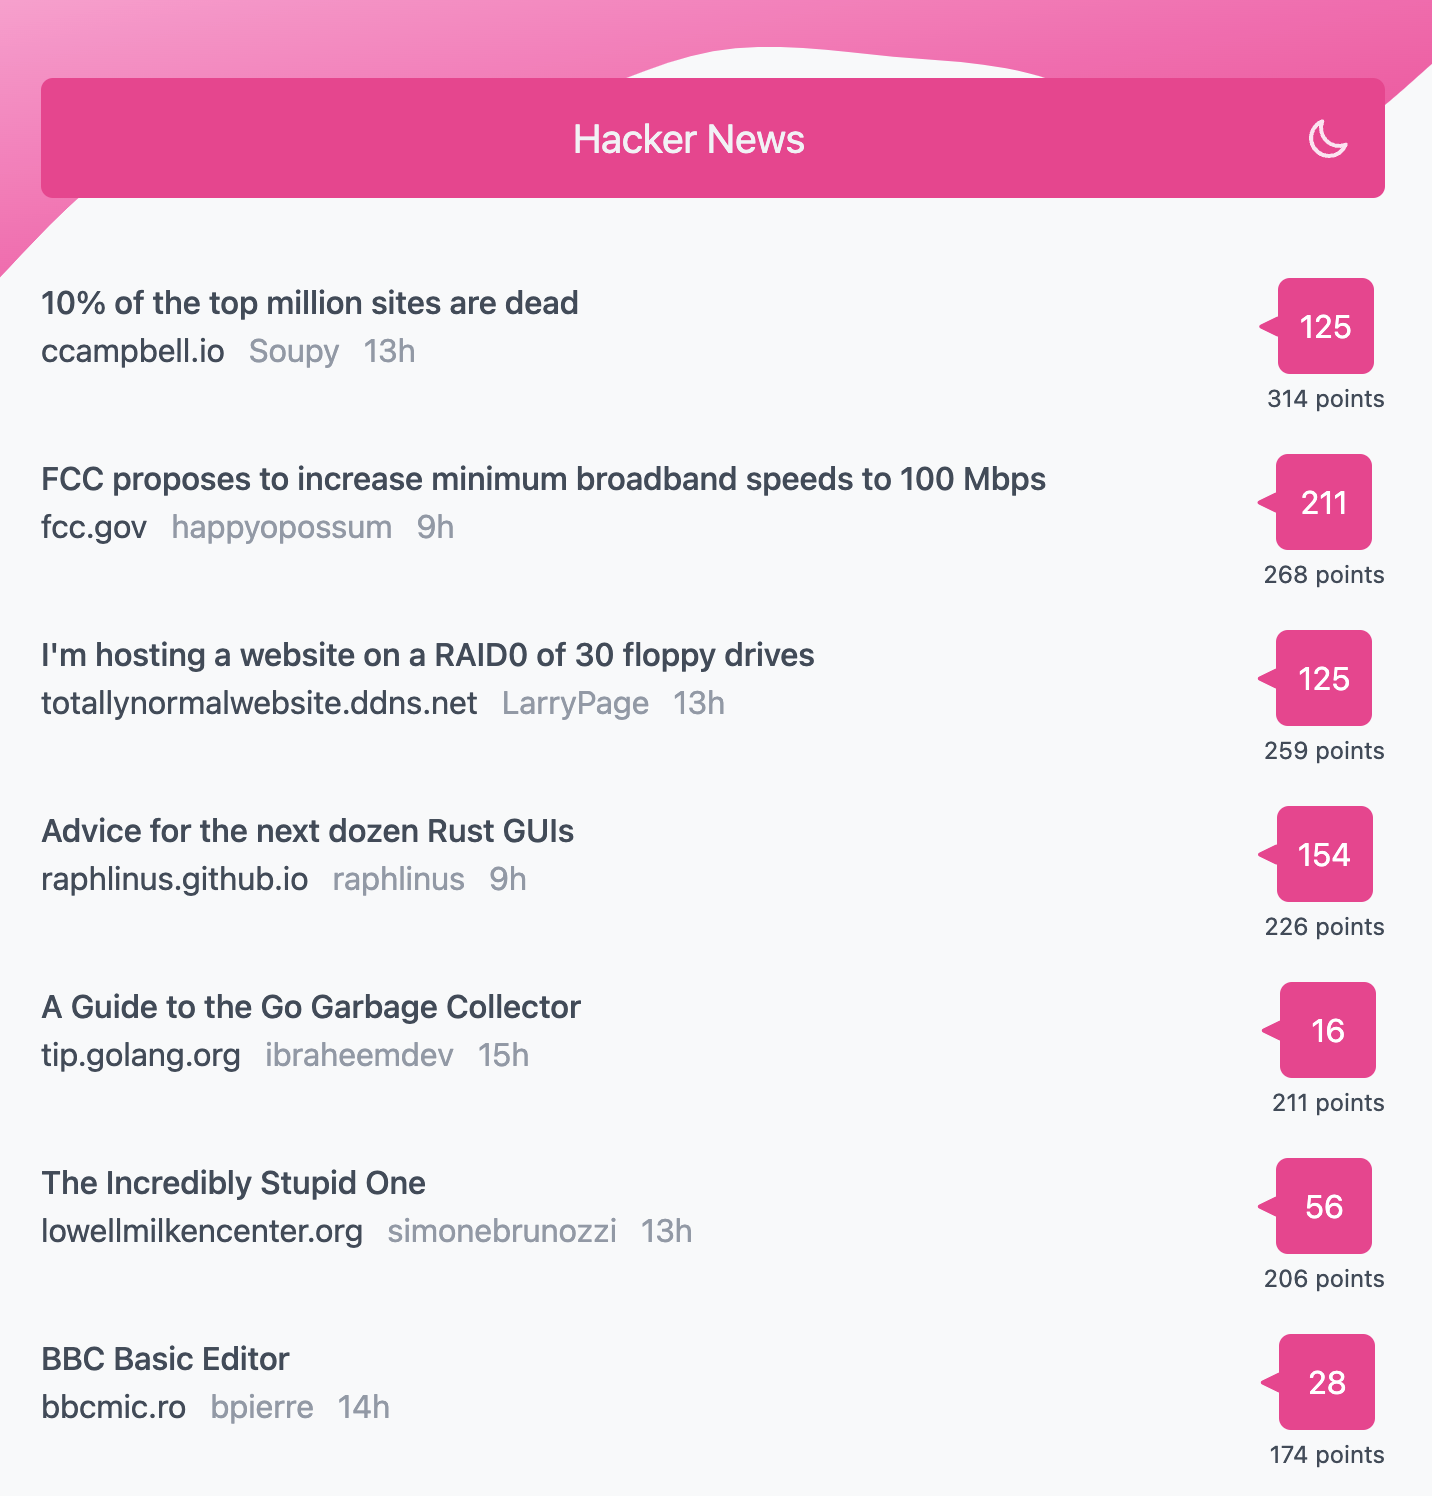 Hacker News
10% of the top million sites are dead
ccampbell.io Soupy 13h
125
314 points
FCC proposes to increase minimum broadband speeds to 100 Mbps
fcc.gov happyopossum 9h
211
268 points
I'm hosting a website on a RAID0 of 30 floppy drives
totallynormalwebsite.ddns.net LarryPage 13h
125
259 points
Advice for the next dozen Rust GUIs
raphlinus.github.io raphlinus 9h
154
226 points
A Guide to the Go Garbage Collector
tip.golang.org ibraheemdev 15h
16
211 points
The Incredibly Stupid One
lowellmilkencenter.org simonebrunozzi 13h
56
206 points
BBC Basic Editor
bbcmic.ro bpierre 14h
28
174 points